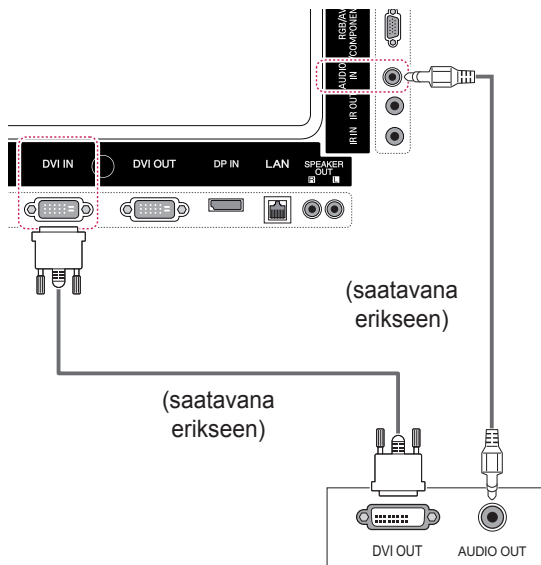 RGB/AV
COMPONENT
AUDIO
IN
IR OUT
IR IN
DVI IN
DVI OUT
DP IN
LAN
SPEAKER
OUT
R L
(saatavana
erikseen)
(saatavana
erikseen)
DVI OUT
AUDIO OUT